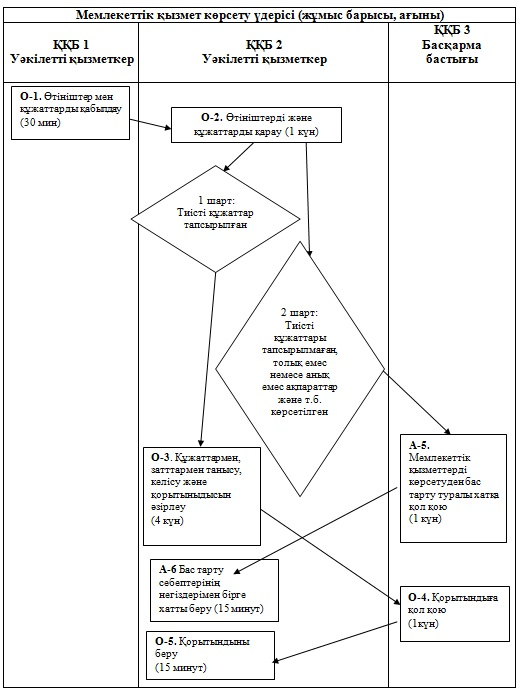 Мемлекеттік қызмет көрсету үдерісі (жұмыс барысы, ағыны)
ҚҚБ 1
Уәкілетті қызметкер
ҚҚБ 2
Уәкілетті қызметкер
ҚҚБ 3
Басқарма
бастығы
О-1. Өтініштер мен
құжаттарды қабылдау
(30 мин)
О-2. Өтініштерді және
құжаттарды қарау (1 күн)
1 шарт:
Тиісті құжаттар
тапсырылған
2 шарт:
Тиісті
құжаттары
тапсырылмаған,
толық емес
немесе анық
емес ақпараттар
және т.б.
көрсетілген
О-3. Құжаттармен,
заттармен танысу,
келісу және
қорытыныдысын
әзірлеу
(4 күн)
А-5.
Мемлекеттік
қызметтерді
көрсетуден бас
тарту туралы хатқа
қол қою
(1 күн)
А-6 Бас тарту
себептерінің
негіздерімен бірге
хатты беру (15 минут)
О-4. Қорытындыға
қол қою
(1күн)
О-5. Қорытындыны
беру
(15 минут)